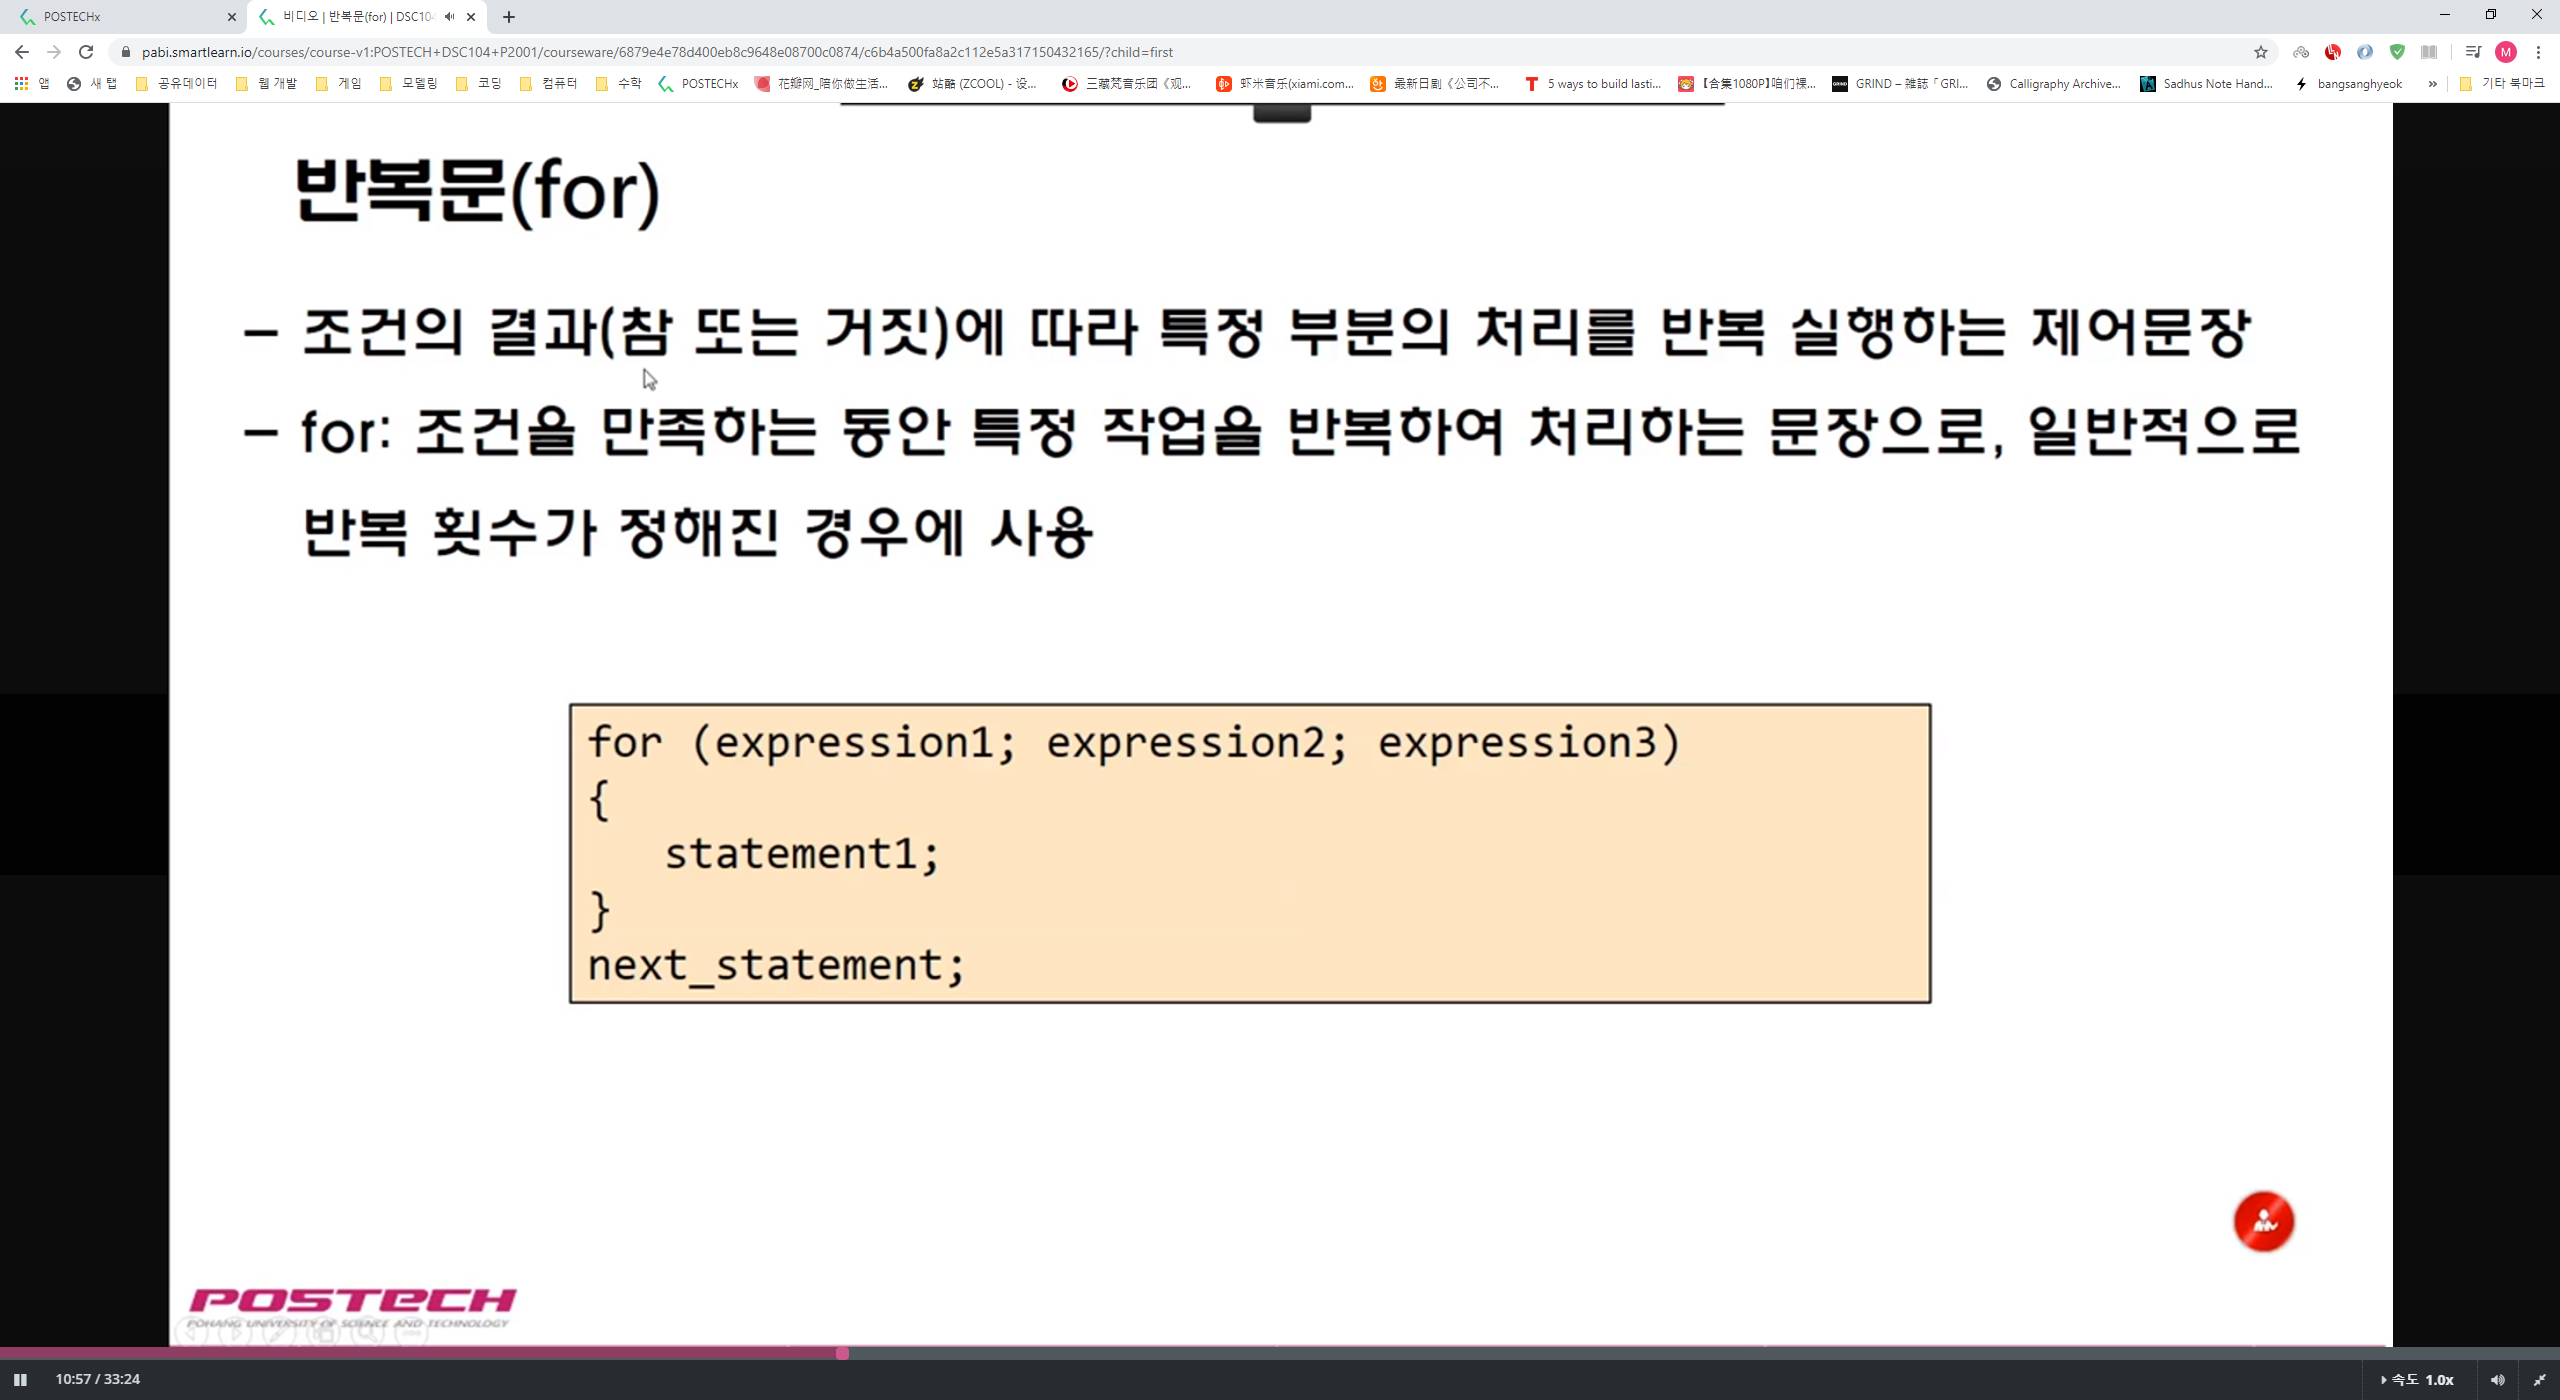 POSTECHx
비디오 | 반복문(for) | DSC10
pabi.smartlearn.io/courses/course-v1:POSTECH+DSC104+P2001/courseware/6879e4e78d400eb8c9648e08700c0874/c6b4a500fa8a2c112e5a317150432165/?child=first
M
앱 새 탭 공유데이터 웹 개발 게임 모델링 코딩 컴퓨터 수학 POSTECHx 花瓣网_陪你做生活... 站酷 (ZCOOL) - 设... 三藏梵音乐团《观... 虾米音乐(xiami.com... 最新日剧《公司不... 5 ways to build lasti... 【合集1080P】咱们裸... GRIND – 雑誌「GRI... Calligraphy Archive... Sadhus Note Hand... bangsanghyeok » 기타 북마크
반복문(for)
– 조건의 결과(참 또는 거짓)에 따라 특정 부분의 처리를 반복 실행하는 제어문장
– for: 조건을 만족하는 동안 특정 작업을 반복하여 처리하는 문장으로, 일반적으로
반복 횟수가 정해진 경우에 사용
for (expression1; expression2; expression3)
{
statement1;
}
next_statement;
POSTECH
POHANG UNIVERSITY OF SCIENCE AND TECHNOLOGY
10:57 / 33:24
속도 1.0x